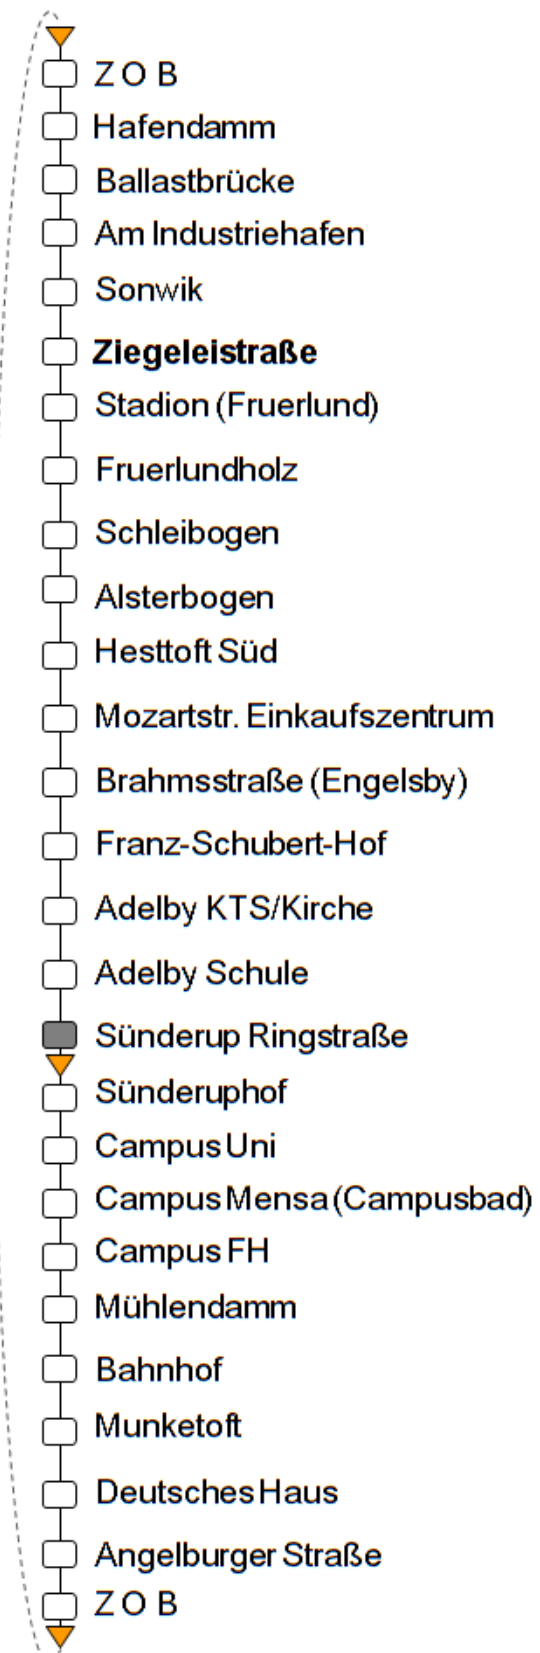 Z O B
Hafendamm
Ballastbrücke
Am Industriehafen
Sonwik
Ziegeleistraße
Stadion (Fruerlund)
Fruerlundholz
Schleibogen
Alsterbogen
Hesttoft Süd
Mozartstr. Einkaufszentrum
Brahmsstraße (Engelsby)
Franz-Schubert-Hof
Adelby KTS/Kirche
Adelby Schule
Sünderup Ringstraße
Sünderuphof
Campus Uni
Campus Mensa (Campusbad)
Campus FH
Mühlendamm
Bahnhof
Munketoft
Deutsches Haus
Angelburger Straße
Z O B